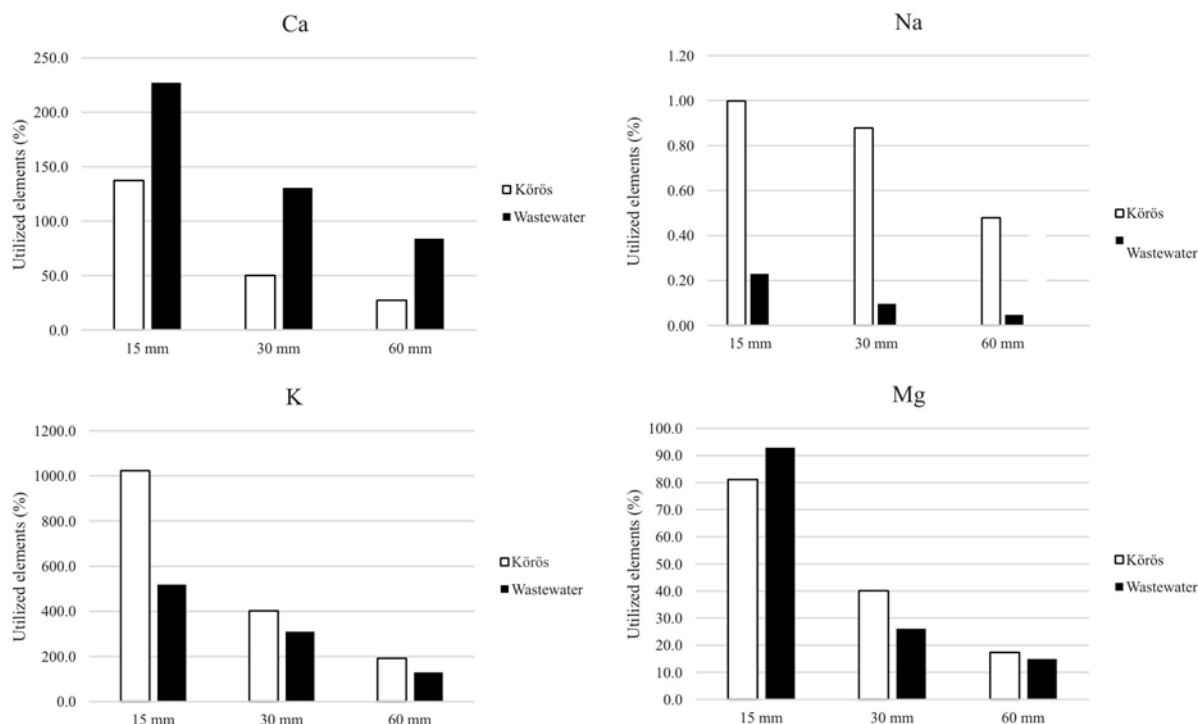 Ca
250.0
200.0
150.0
100.0
50.0
0.0
Utilized elements (%)
15 mm 30 mm 60 mm
Körös
Wastewater
Na
1.20
1.00
0.80
0.60
0.40
0.20
0.00
Utilized elements (%)
15 mm 30 mm 60 mm
Körös
Wastewater
K
1200.0
1000.0
800.0
600.0
400.0
200.0
0.0
Utilized elements (%)
15 mm 30 mm 60 mm
Körös
Wastewater
Mg
100.0
90.0
80.0
70.0
60.0
50.0
40.0
30.0
20.0
10.0
0.0
Utilized elements (%)
15 mm 30 mm 60 mm
Körös
Wastewater